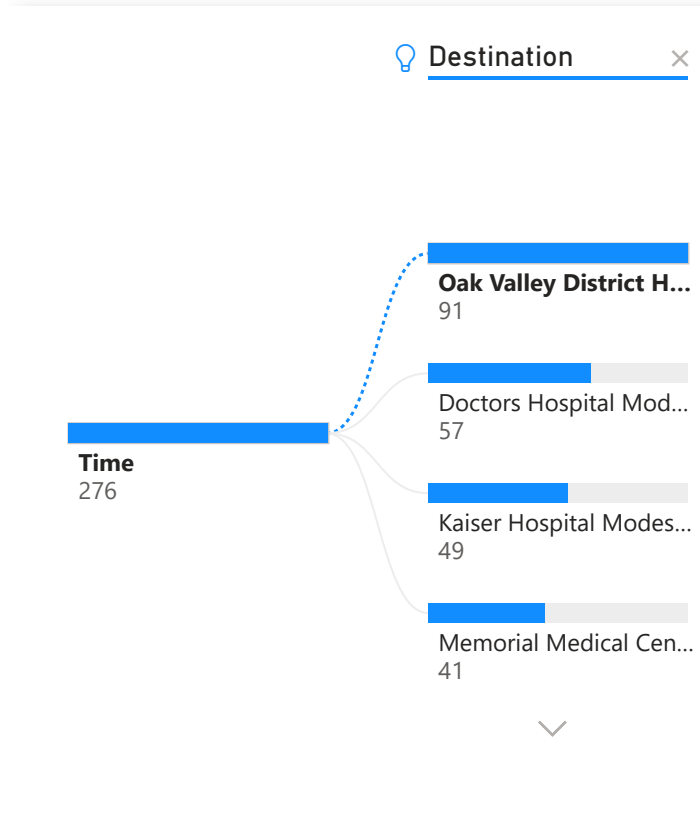 Destination
Oak Valley District H...
91
Doctors Hospital Mod...
57
Time
276
Kaiser Hospital Modes...
49
Memorial Medical Cen...
41